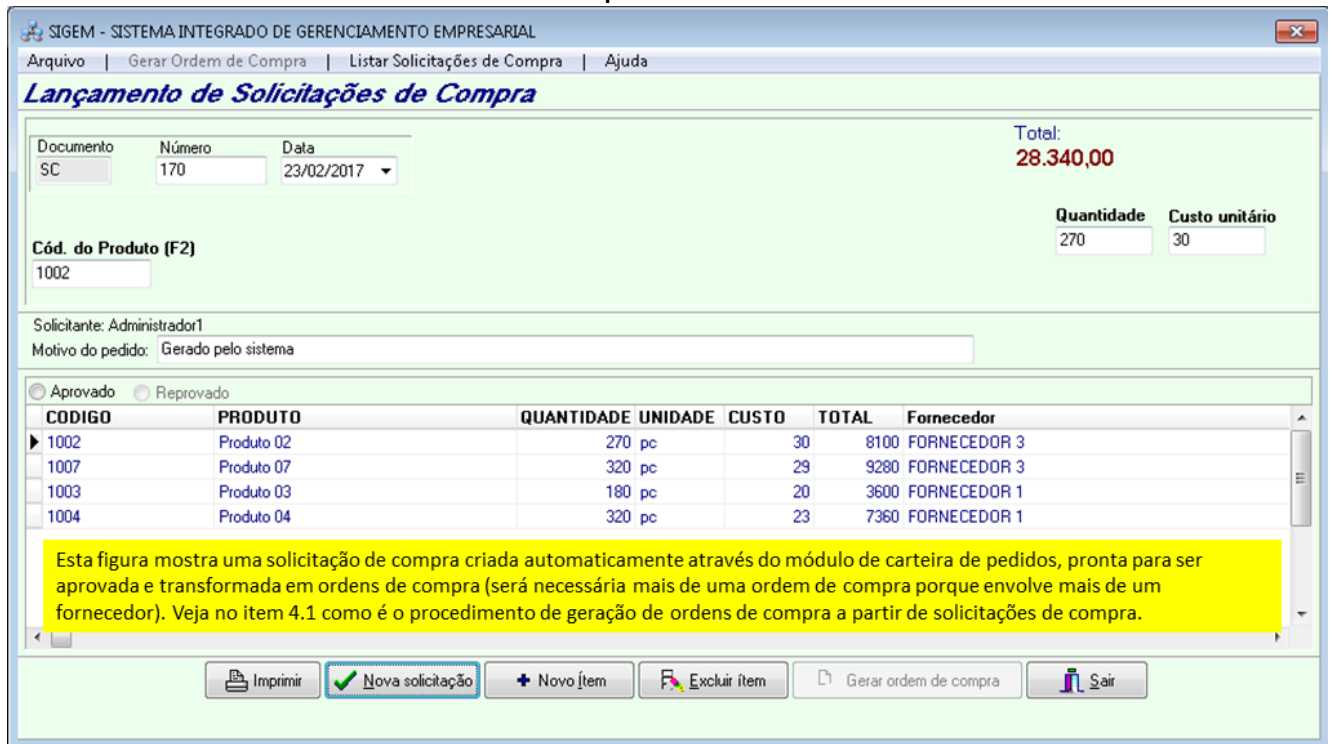 SIGEM - SISTEMA INTEGRADO DE GERENCIAMENTO EMPRESARIAL
Arquivo | Gerar Ordem de Compra | Listar Solicitações de Compra | Ajuda
Lançamento de Solicitações de Compra
Documento Número Data
SC 170 23/02/2017
Total:
28.340,00
Quantidade Custo unitário
270 30
Cód. do Produto (F2)
1002
Solicitante: Administrador1
Motivo do pedido: Gerado pelo sistema
Aprovado Reprovado
CODIGO PRODUTO QUANTIDADE UNIDADE CUSTO TOTAL Fornecedor
1002 Produto 02 270 pc 30 8100 FORNECEDOR 3
1007 Produto 07 320 pc 29 9280 FORNECEDOR 3
1003 Produto 03 180 pc 20 3600 FORNECEDOR 1
1004 Produto 04 320 pc 23 7360 FORNECEDOR 1
Esta figura mostra uma solicitação de compra criada automaticamente através do módulo de carteira de pedidos, pronta para ser
aprovada e transformada em ordens de compra (será necessária mais de uma ordem de compra porque envolve mais de um
fornecedor). Veja no item 4.1 como é o procedimento de geração de ordens de compra a partir de solicitações de compra.
Imprimir Nova solicitação Novo Ítem Excluir ítem Gerar ordem de compra Sair